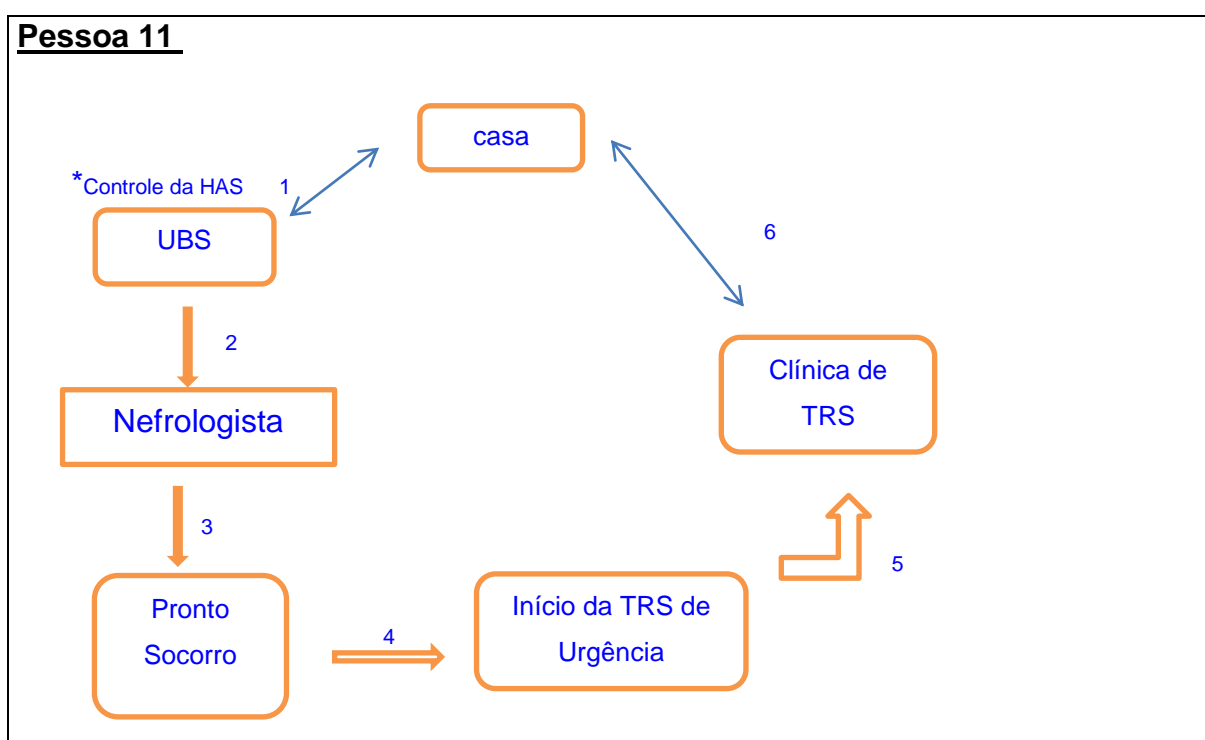 Pessoa 11
casa
*Controle da HAS 1
UBS
6
2
Clínica de
TRS
Nefrologista
3
5
Pronto
Socorro
4
Início da TRS de
Urgência